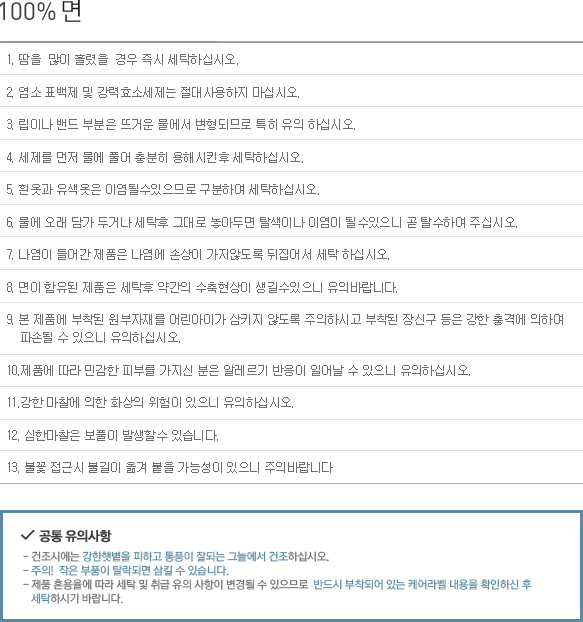 100% 면
1. 땀을 많이 흘렸을 경우 즉시 세탁하십시오.
2. 염소 표백제 및 강력효소세제는 절대사용하지 마십시오.
3. 립이나 밴드 부분은 뜨거운 물에서 변형되므로 특히 유의 하십시오.
4. 세제를 먼저 물에 풀어 충분히 용해시킨후 세탁하십시오.
5. 흰옷과 유색옷은 이염될수있으므로 구분하여 세탁하십시오.
6. 물에 오래 담가 두거나 세탁후 그대로 놓아두면 탈색이나 이염이 될수있으니 곧 탈수하여 주십시오.
7. 나염이 들어간 제품은 나염에 손상이 가지않도록 뒤집어서 세탁 하십시오.
8. 면이 함유된 제품은 세탁후 약간의 수축현상이 생길수있으니 유의바랍니다.
9. 본 제품에 부착된 원부자재를 어린아이가 삼키지 않도록 주의하시고 부착된 장신구 등은 강한 충격에 의하여
파손될 수 있으니 유의하십시오.
10.제품에 따라 민감한 피부를 가지신 분은 알레르기 반응이 일어날 수 있으니 유의하십시오.
11.강한 마찰에 의한 화상의 위험이 있으니 유의하십시오.
12. 심한마찰은 보풀이 발생할수 있습니다.
13. 불꽃 접근시 불길이 옮겨 붙을 가능성이 있으니 주의바랍니다
공통 유의사항
- 건조시에는 강한햇볕을 피하고 통풍이 잘되는 그늘에서 건조하십시오.
- 주의! 작은 부품이 탈락되면 삼킬 수 있습니다.
- 제품 혼용율에 따라 세탁 및 취급 유의 사항이 변경될 수 있으므로 반드시 부착되어 있는 케어라벨 내용을 확인하신 후
세탁하시기 바랍니다.